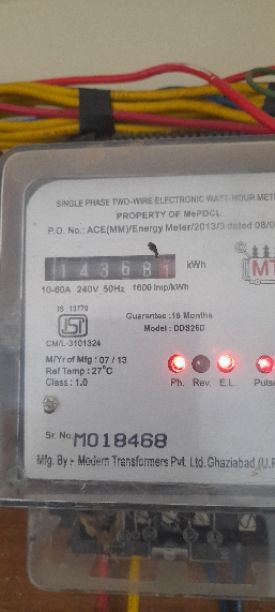 SINGLE PHASE TWO-WIRE ELECTRONIC WATT-HOUR METE
PROPERTY OF MePDCL
P.O. No.: ACE(MM)/Energy Meter/2013/3 dated 08/0
143681 kWh
10-60A 240V 50Hz 1600 Imp/kWh
MT
IS : 13779
Guarantee :18 Months
Model : DDS26D
CM/L-3101324
M/Yr of Mfg : 07 / 13
Ref Temp : 27°C
Class : 1.0
Ph. Rev. E.L. Pulse
Sr. No. M018468
Mfg. By :- Modern Transformers Pvt. Ltd. Ghaziabad (U.P